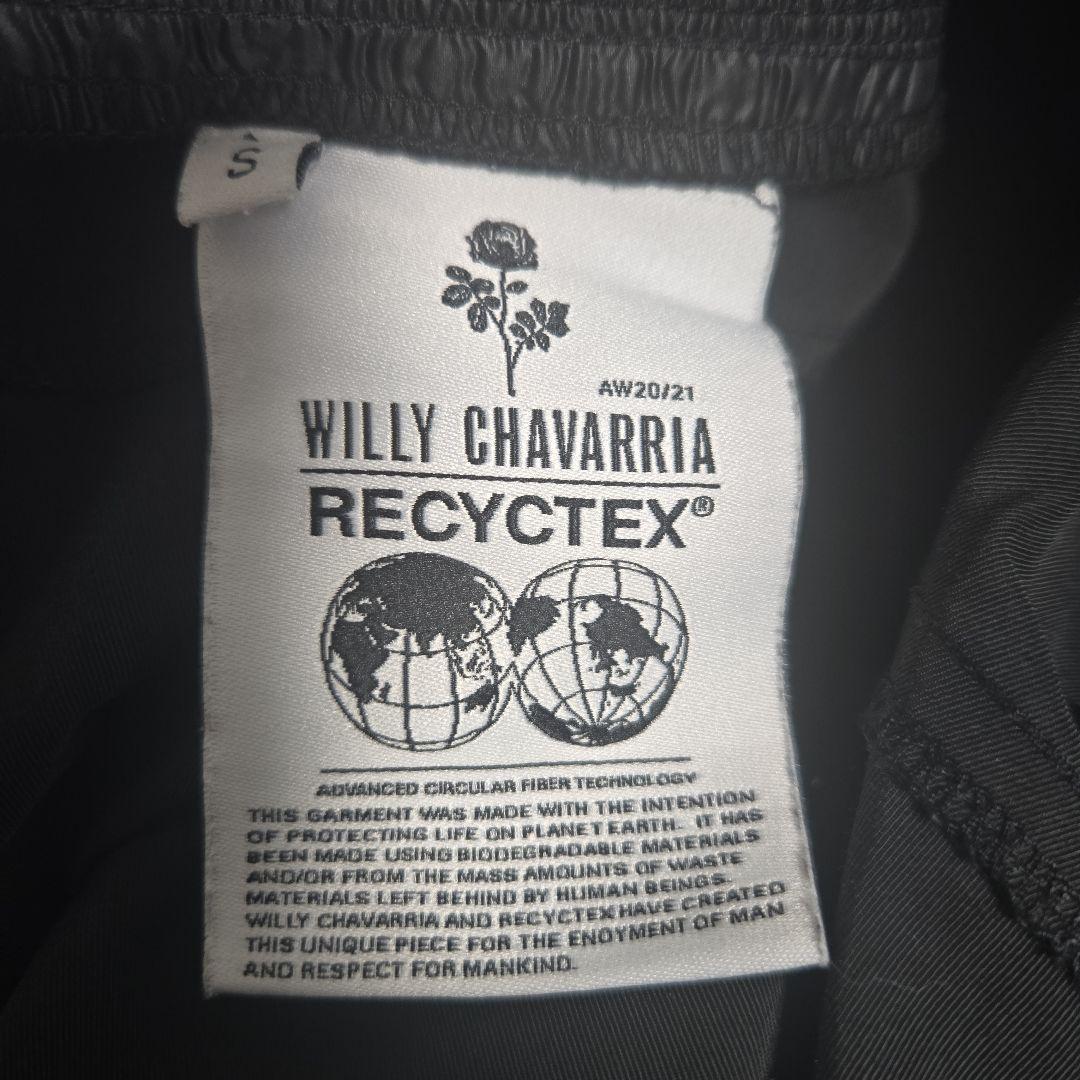 S
AW20/21
WILLY CHAVARRIA
RECYCTEX®
ADVANCED CIRCULAR FIBER TECHNOLOGY
THIS GARMENT WAS MADE WITH THE INTENTION
OF PROTECTING LIFE ON PLANET EARTH. IT HAS
BEEN MADE USING BIODEGRADABLE MATERIALS
AND/OR FROM THE MASS AMOUNTS OF WASTE
MATERIALS LEFT BEHIND BY HUMAN BEINGS.
WILLY CHAVARRIA AND RECYCTEX HAVE CREATED
THIS UNIQUE PIECE FOR THE ENOYMENT OF MAN
AND RESPECT FOR MANKIND.